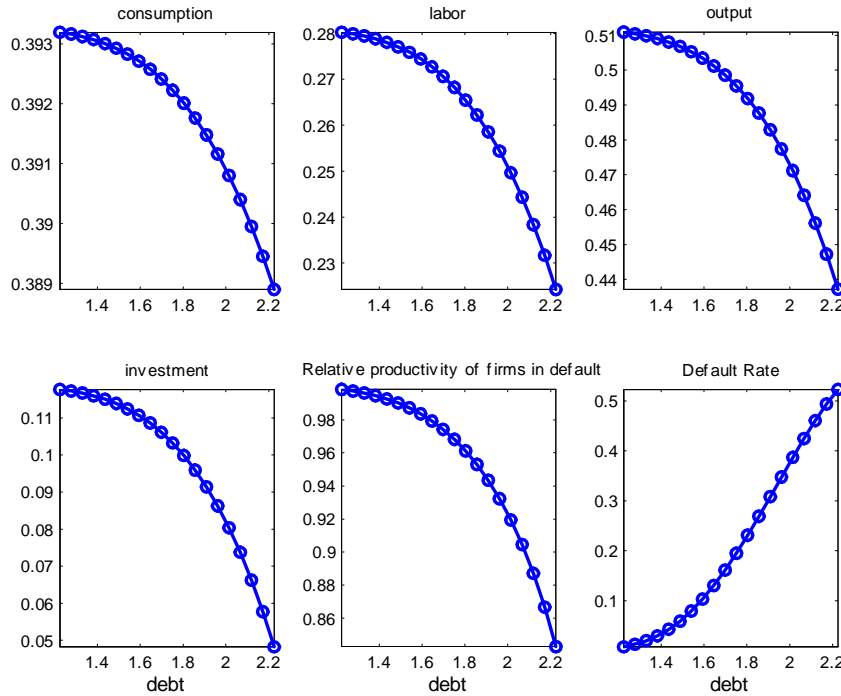 consumption
0.393
0.392
0.391
0.39
0.389
1.4 1.6 1.8 2 2.2
labor
0.28
0.27
0.26
0.25
0.24
0.23
1.4 1.6 1.8 2 2.2
output
0.51
0.5
0.49
0.48
0.47
0.46
0.45
0.44
1.4 1.6 1.8 2 2.2
investment
0.11
0.1
0.09
0.08
0.07
0.06
0.05
1.4 1.6 1.8 2 2.2
debt
Relative productivity of firms in default
0.98
0.96
0.94
0.92
0.9
0.88
0.86
1.4 1.6 1.8 2 2.2
debt
Default Rate
0.5
0.4
0.3
0.2
0.1
1.4 1.6 1.8 2 2.2
debt